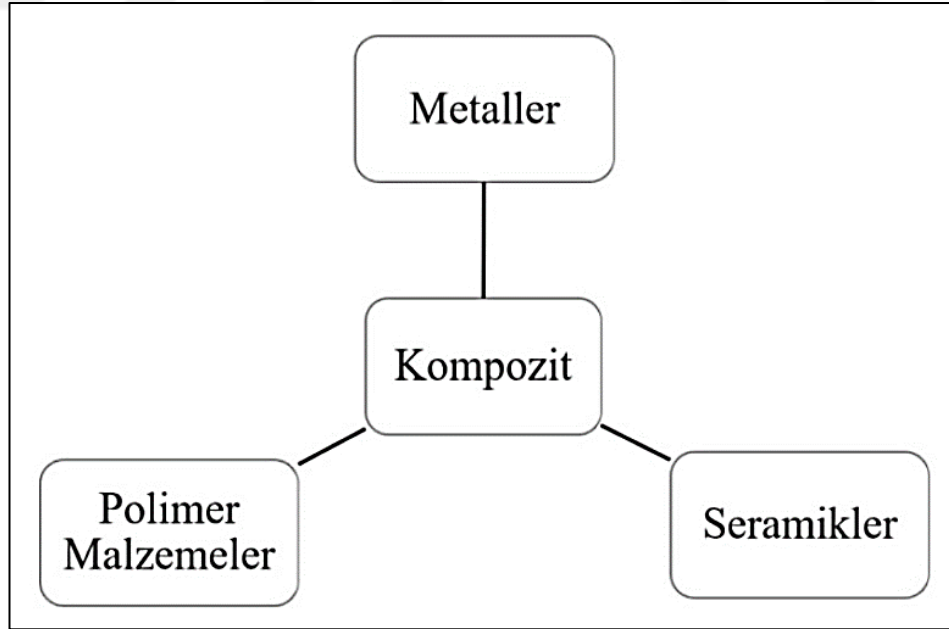 Metaller
Kompozit
Polimer
Malzemeler
Seramikler